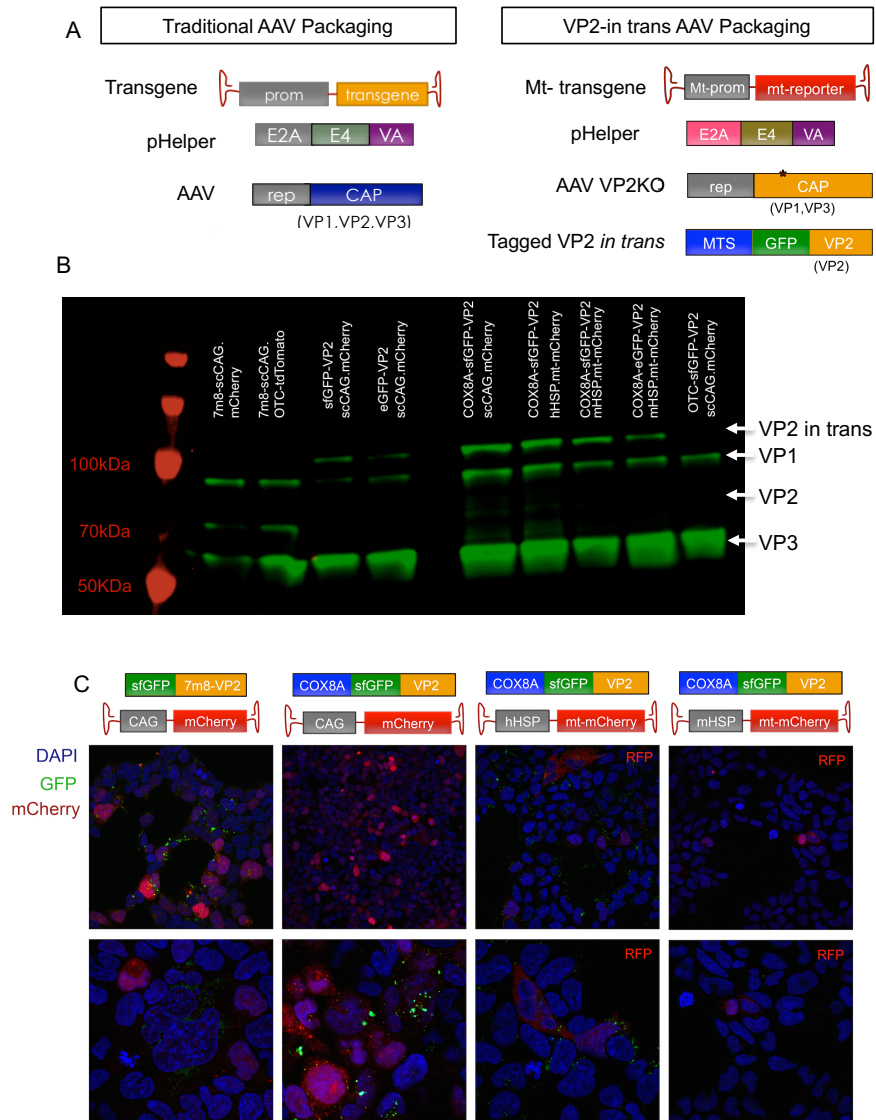 A
Traditional AAV Packaging
Transgene
prom
transgene
pHelper
E2A
E4
VA
AAV
rep
CAP
(VP1,VP2,VP3)
VP2-in trans AAV Packaging
Mt- transgene
Mt-prom
mt-reporter
pHelper
E2A
E4
VA
AAV VP2KO
rep
*
CAP
(VP1,VP3)
Tagged VP2 in trans
MTS
GFP
VP2
(VP2)
B
7m8-scCAG.
mCherry
7m8-scCAG.
OTC-tdTomato
sfGFP-VP2
scCAG.mCherry
eGFP-VP2
scCAG.mCherry
COX8A-sfGFP-VP2
scCAG.mCherry
COX8A-sfGFP-VP2
hHSP.mt-mCherry
COX8A-sfGFP-VP2
mHSP.mt-mCherry
COX8A-eGFP-VP2
mHSP.mt-mCherry
OTC-sfGFP-VP2
scCAG.mCherry
100kDa
70kDa
50KDa
VP2 in trans
VP1
VP2
VP3
C
sfGFP
7m8-VP2
COX8A
sfGFP
VP2
COX8A
sfGFP
VP2
COX8A
sfGFP
VP2
CAG
mCherry
CAG
mCherry
hHSP
mt-mCherry
mHSP
mt-mCherry
DAPI
GFP
mCherry
RFP
RFP
RFP
RFP